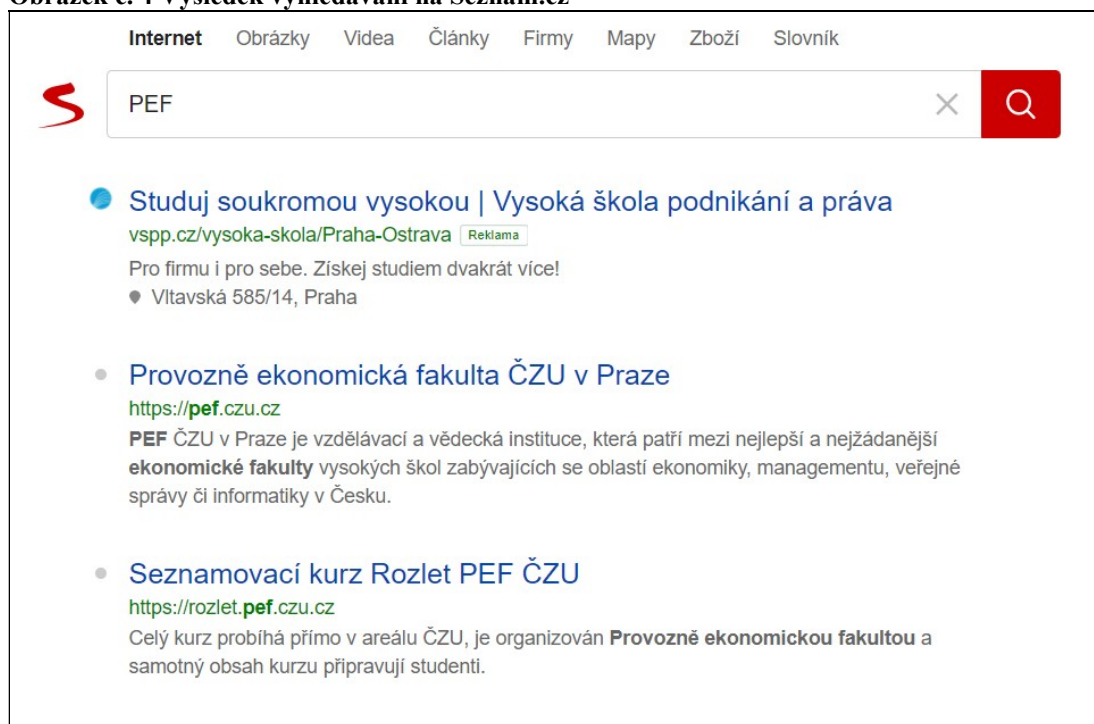 Obrázek č. 4 Výsledek vyhledávání na Seznam.cz
Internet Obrázky Videa Články Firmy Mapy Zboží Slovník
PEF
Studuj soukromou vysokou | Vysoká škola podnikání a práva
vspp.cz/vysoka-skola/Praha-Ostrava Reklama
Pro firmu i pro sebe. Získej studiem dvakrát více!
Vltavská 585/14, Praha
Provozně ekonomická fakulta ČZU v Praze
https://pef.czu.cz
PEF ČZU v Praze je vzdělávací a vědecká instituce, která patří mezi nejlepší a nejžádanější
ekonomické fakulty vysokých škol zabývajících se oblastí ekonomiky, managementu, veřejné
správy či informatiky v Česku.
Seznamovací kurz Rozlet PEF ČZU
https://rozlet.pef.czu.cz
Celý kurz probíhá přímo v areálu ČZU, je organizován Provozně ekonomickou fakultou a
samotný obsah kurzu připravují studenti.